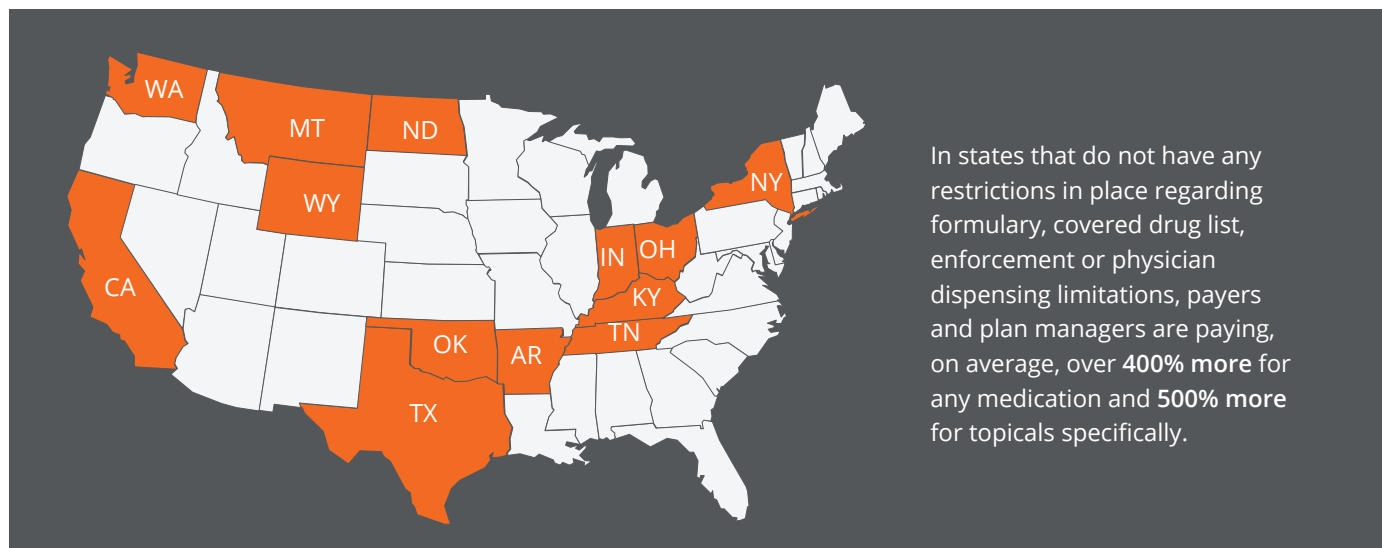 WA
MT
ND
WY
CA
NY
IN
OH
KY
TN
OK
AR
TX
In states that do not have any
restrictions in place regarding
formulary, covered drug list,
enforcement or physician
dispensing limitations, payers
and plan managers are paying,
on average, over 400% more for
any medication and 500% more
for topicals specifically.